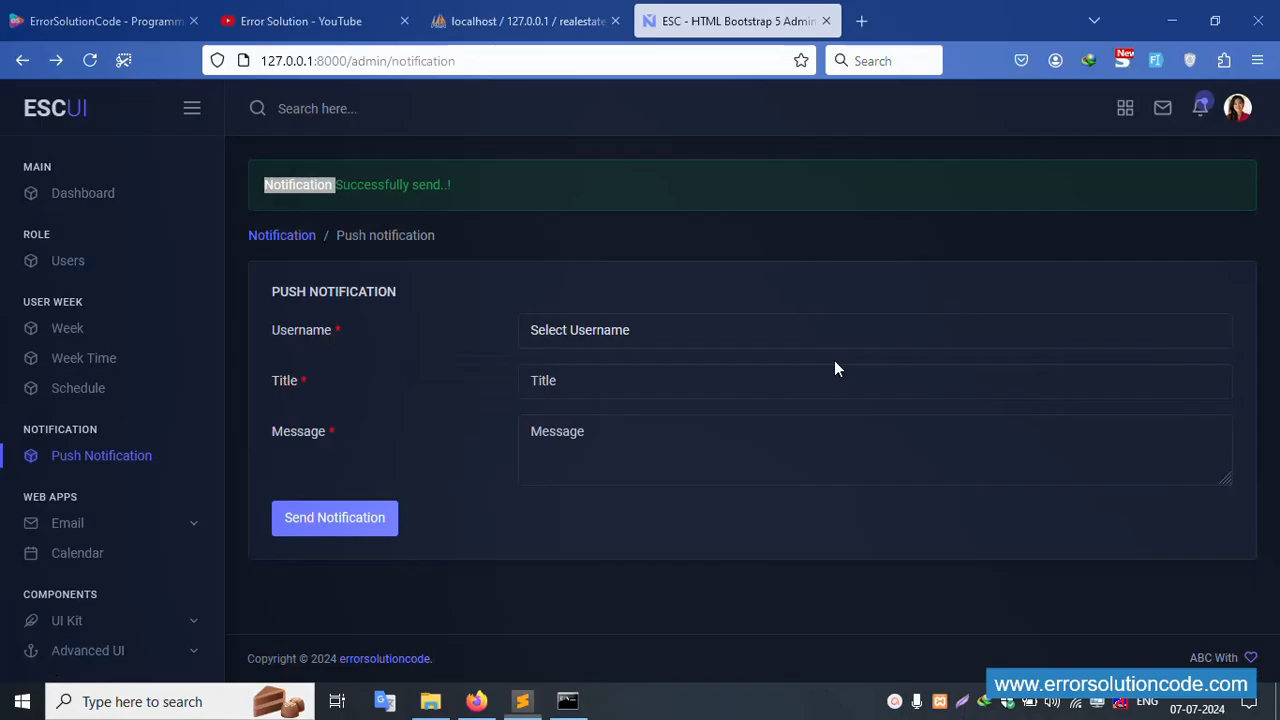 ErrorSolutionCode - Programm
Error Solution - YouTube
localhost / 127.0.0.1 / realestate
ESC - HTML Bootstrap 5 Admin
127.0.0.1:8000/admin/notification
Search
New
ESCUI
Search here...
MAIN
Dashboard
ROLE
Users
USER WEEK
Week
Week Time
Schedule
NOTIFICATION
Push Notification
WEB APPS
Email
Calendar
COMPONENTS
UI Kit
Advanced UI
Notification Successfully send..!
Notification / Push notification
PUSH NOTIFICATION
Username *
Select Username
Title *
Title
Message *
Message
Send Notification
Copyright © 2024 errorsolutioncode.
ABC With
www.errorsolutioncode.com
Type here to search
ENG
07-07-2024